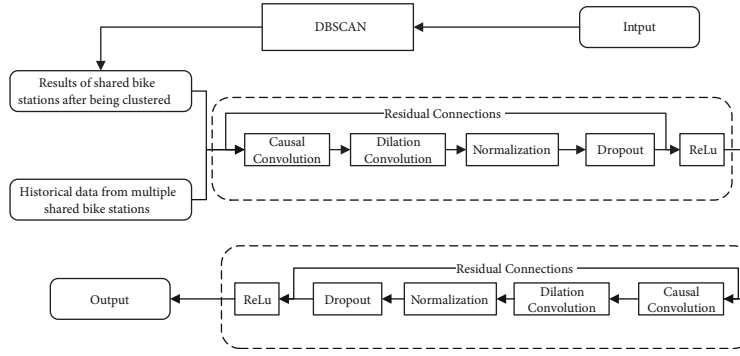 DBSCAN
Intput
Results of shared bike
stations after being clustered
Residual Connections
Causal
Convolution
Dilation
Convolution
Normalization
Dropout
ReLu
Historical data from multiple
shared bike stations
Residual Connections
Output
ReLu
Dropout
Normalization
Dilation
Convolution
Causal
Convolution